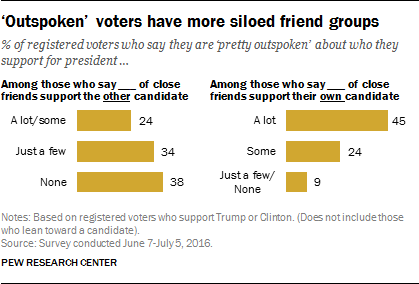 ‘Outspoken’ voters have more siloed friend groups
% of registered voters who say they are ‘pretty outspoken’ about who they
support for president ...
Among those who say ___ of close
friends support the other candidate
A lot/some 24
Just a few 34
None 38
Among those who say ___ of close
friends support their own candidate
A lot 45
Some 24
Just a few/
None 9
Notes: Based on registered voters who support Trump or Clinton. (Does not include those
who lean toward a candidate).
Source: Survey conducted June 7-July 5, 2016.
PEW RESEARCH CENTER